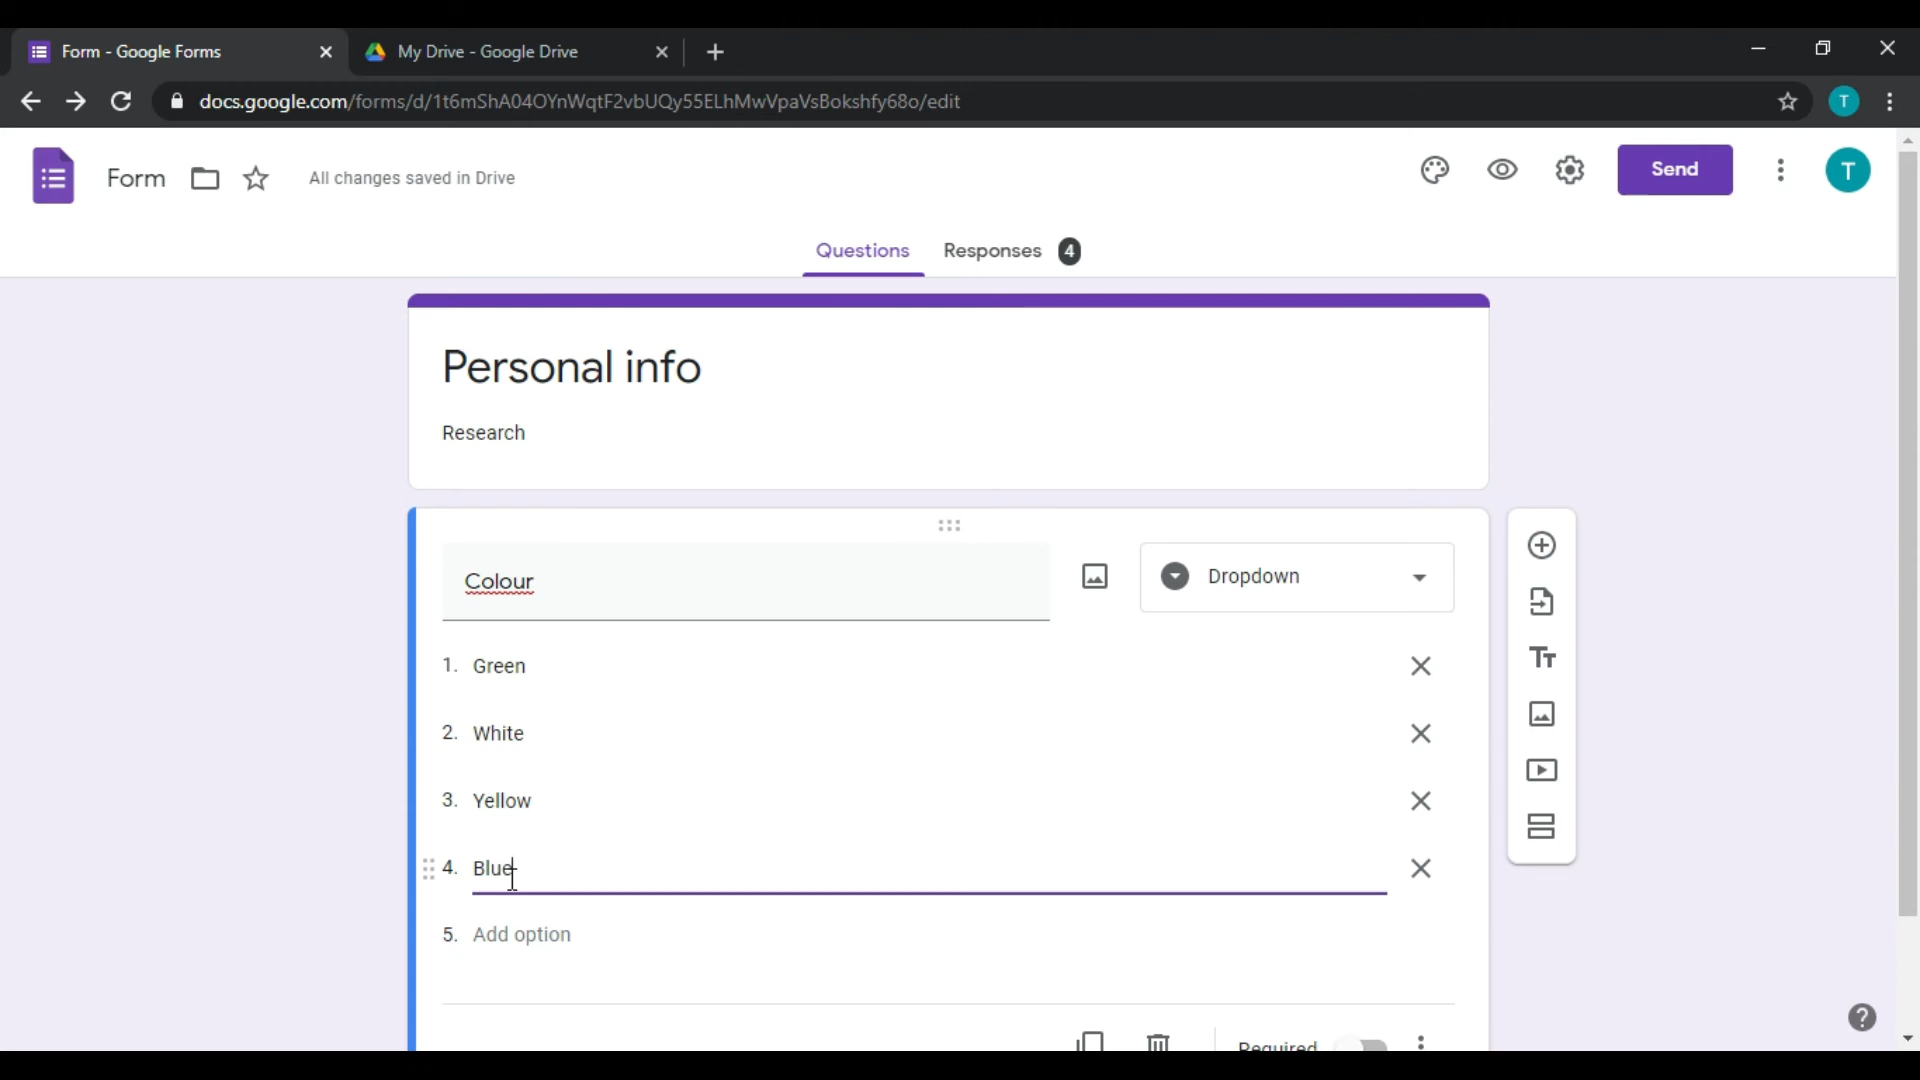 Form - Google Forms
My Drive - Google Drive
docs.google.com/forms/d/1t6mShA04OYnWqtF2vbUQy55ELhMwVpaVsBokshfy68o/edit
T
Form
All changes saved in Drive
Send
T
Questions
Responses 4
Personal info
Research
Colour
Dropdown
1. Green
2. White
3. Yellow
4. Blue
5. Add option
Required